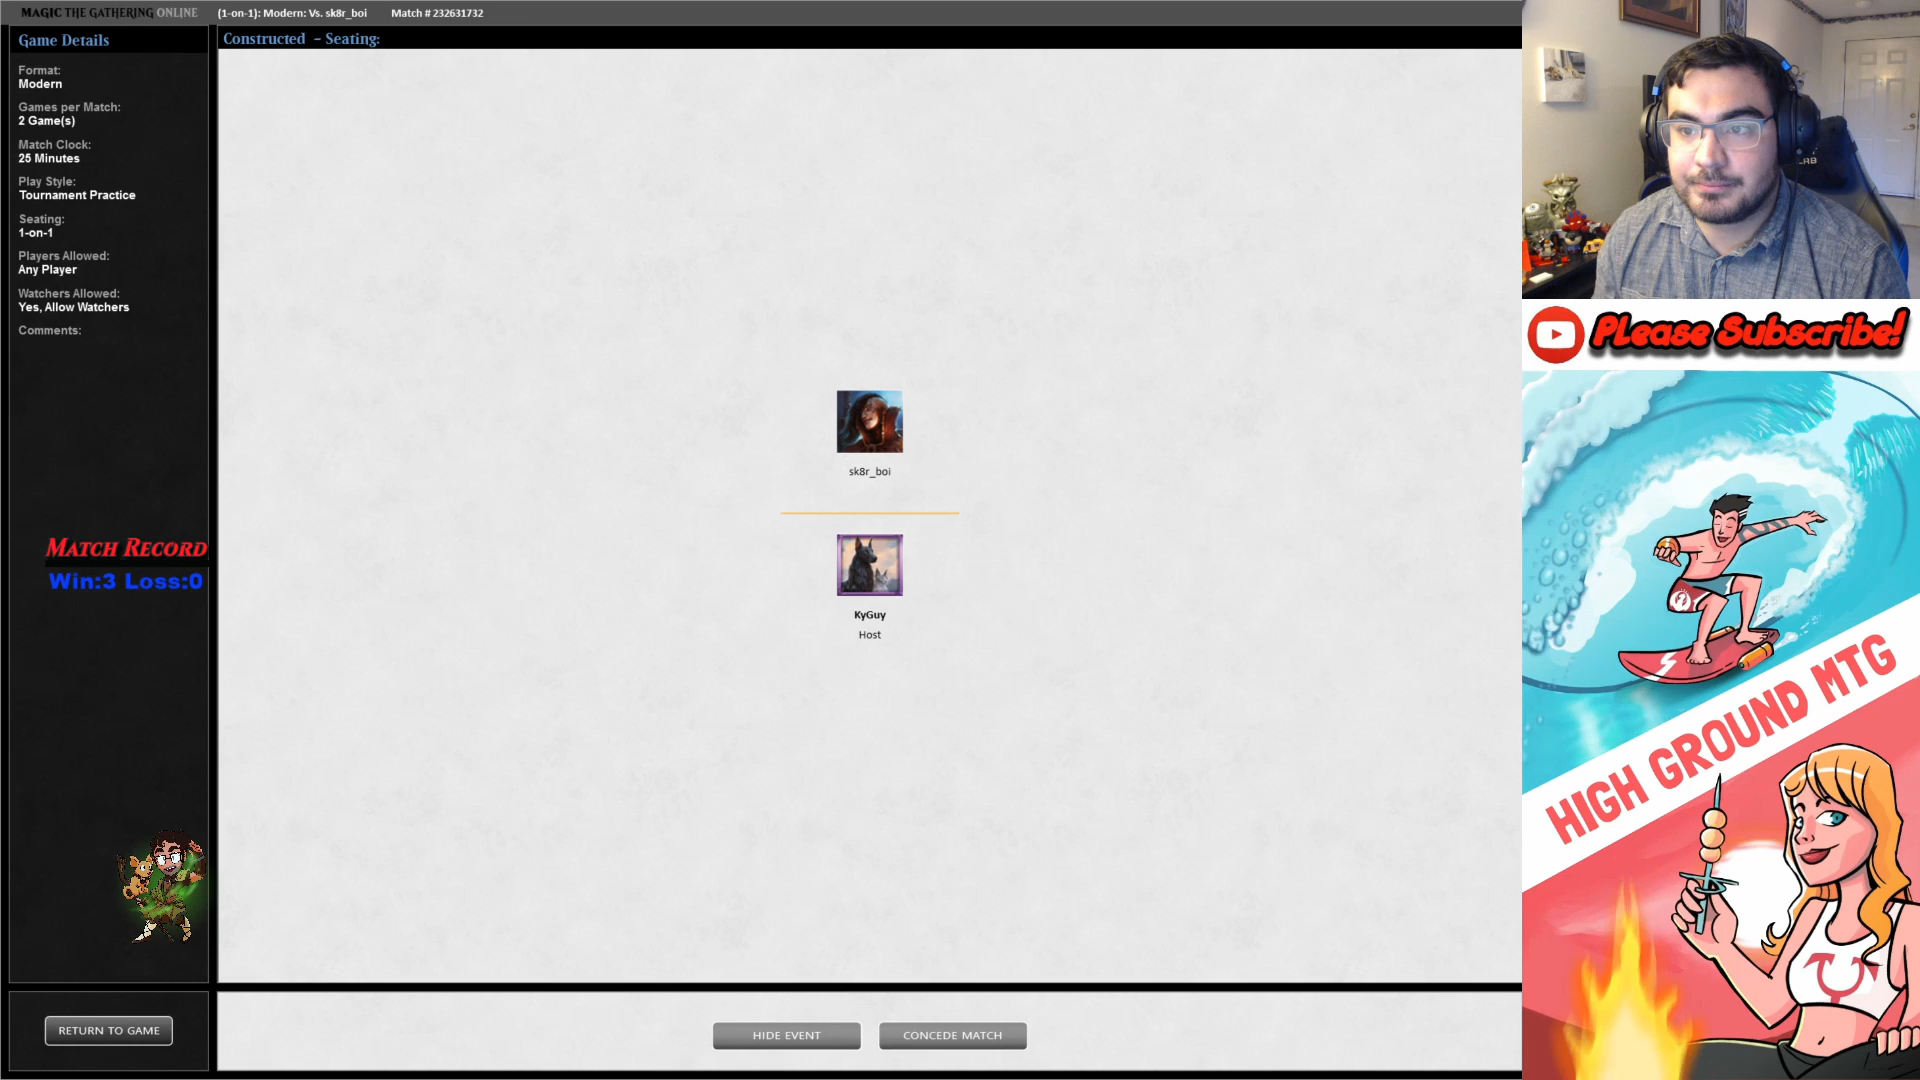 MAGIC THE GATHERING ONLINE
(1-on-1): Modern: Vs. sk8r_boi Match # 232631732
Game Details
Format:
Modern
Games per Match:
2 Game(s)
Match Clock:
25 Minutes
Play Style:
Tournament Practice
Seating:
1-on-1
Players Allowed:
Any Player
Watchers Allowed:
Yes, Allow Watchers
Comments:
MATCH RECORD
Win:3 Loss:0
RETURN TO GAME
Constructed - Seating:
sk8r_boi
KyGuy
Host
HIDE EVENT
CONCEDE MATCH
LAB
PLease Subscribe!
HIGH GROUND MTG